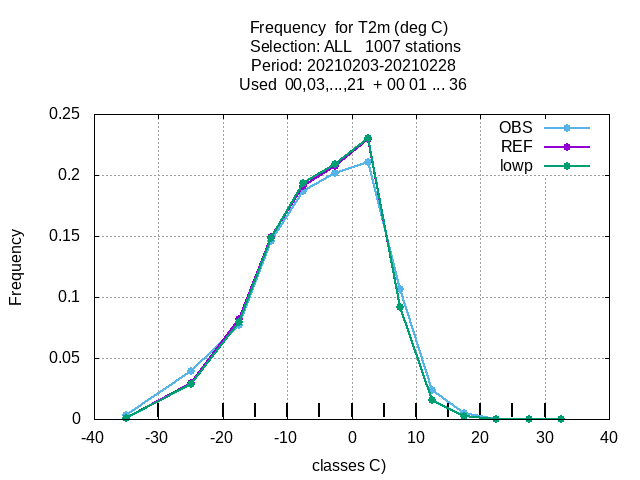 Frequency  for T2m (deg C)
Selection: ALL   1007 stations
Period: 20210203-20210228
Used  00,03,...,21  + 00 01 ... 36
0.25
0.2
0.15
0.1
0.05
0
Frequency
OBS
REF
lowp
-40 -30 -20 -10 0 10 20 30 40
classes C)